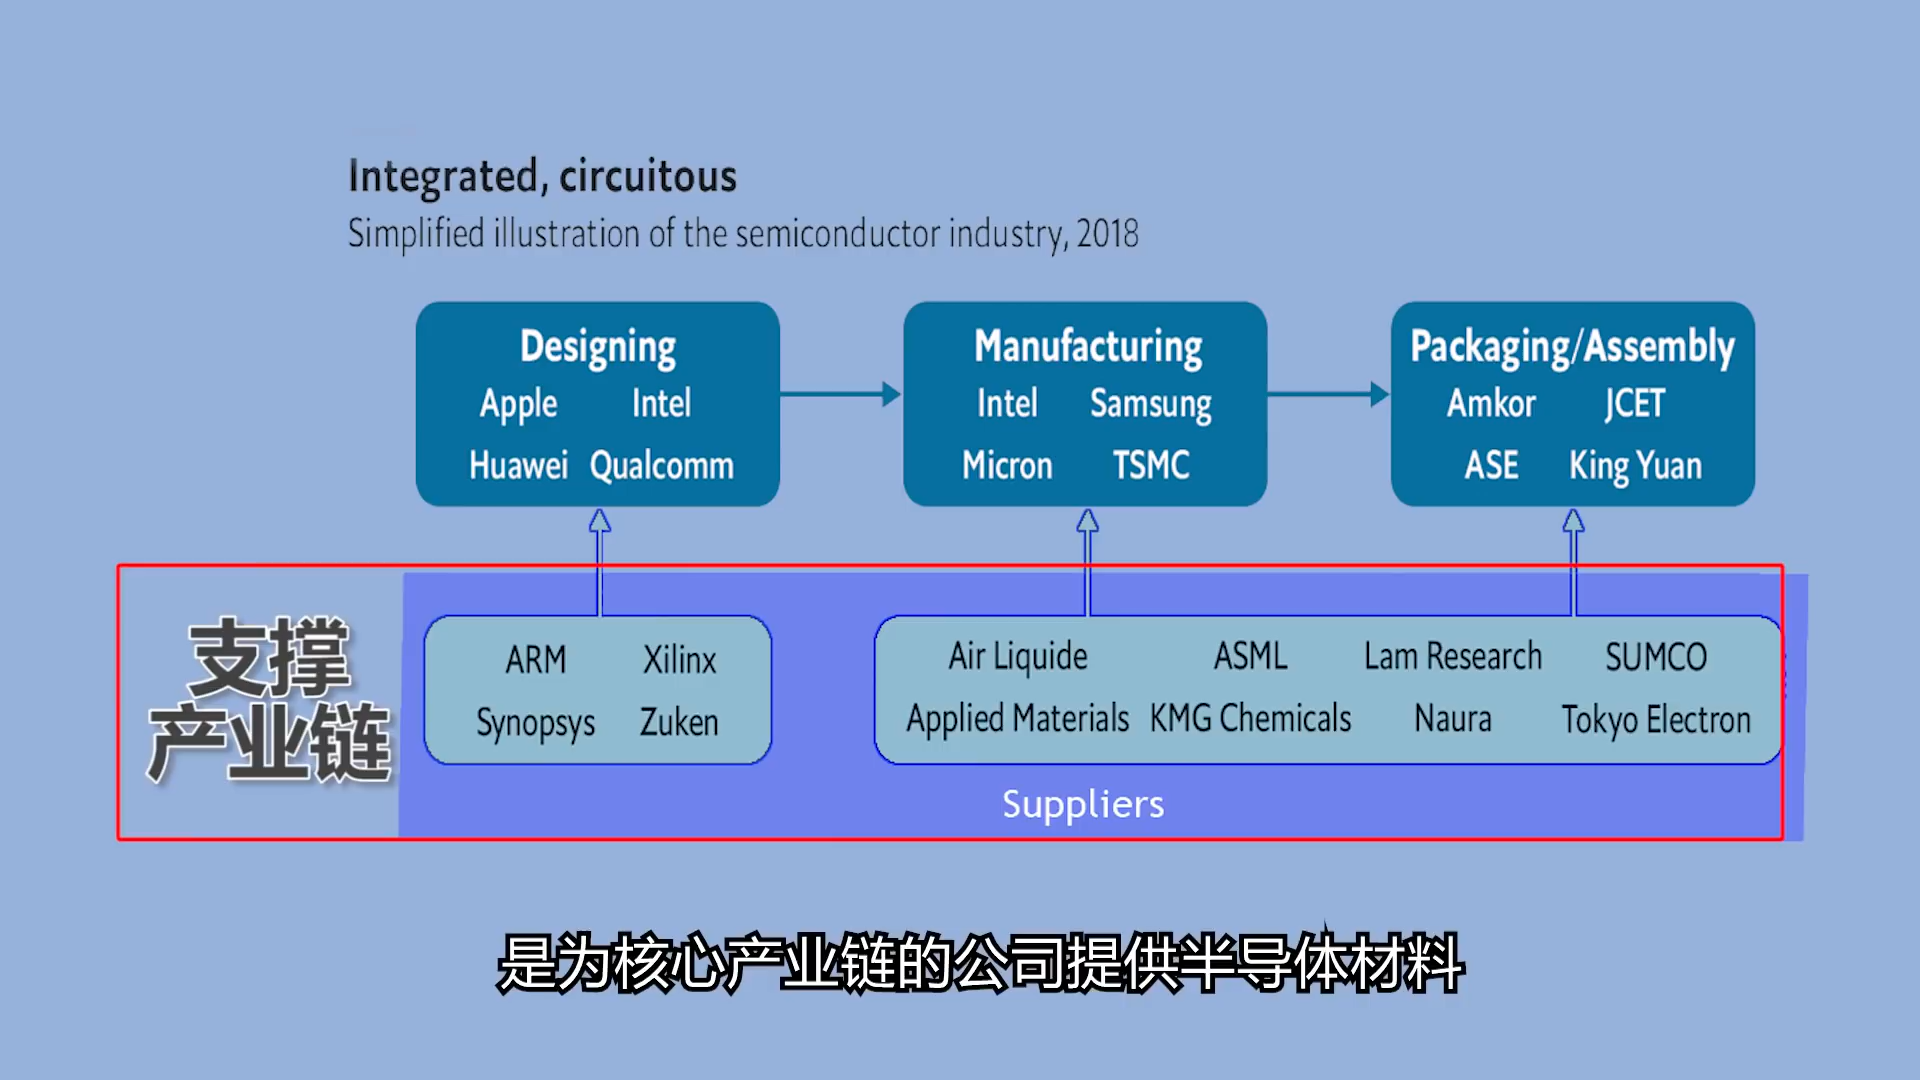 Integrated, circuitous
Simplified illustration of the semiconductor industry, 2018
Designing
Apple Intel
Huawei Qualcomm
Manufacturing
Intel Samsung
Micron TSMC
Packaging/Assembly
Amkor JCET
ASE King Yuan
支撑
产业链
ARM Xilinx
Synopsys Zuken
Air Liquide ASML Lam Research SUMCO
Applied Materials KMG Chemicals Naura Tokyo Electron
Suppliers
是为核心产业链的公司提供半导体材料